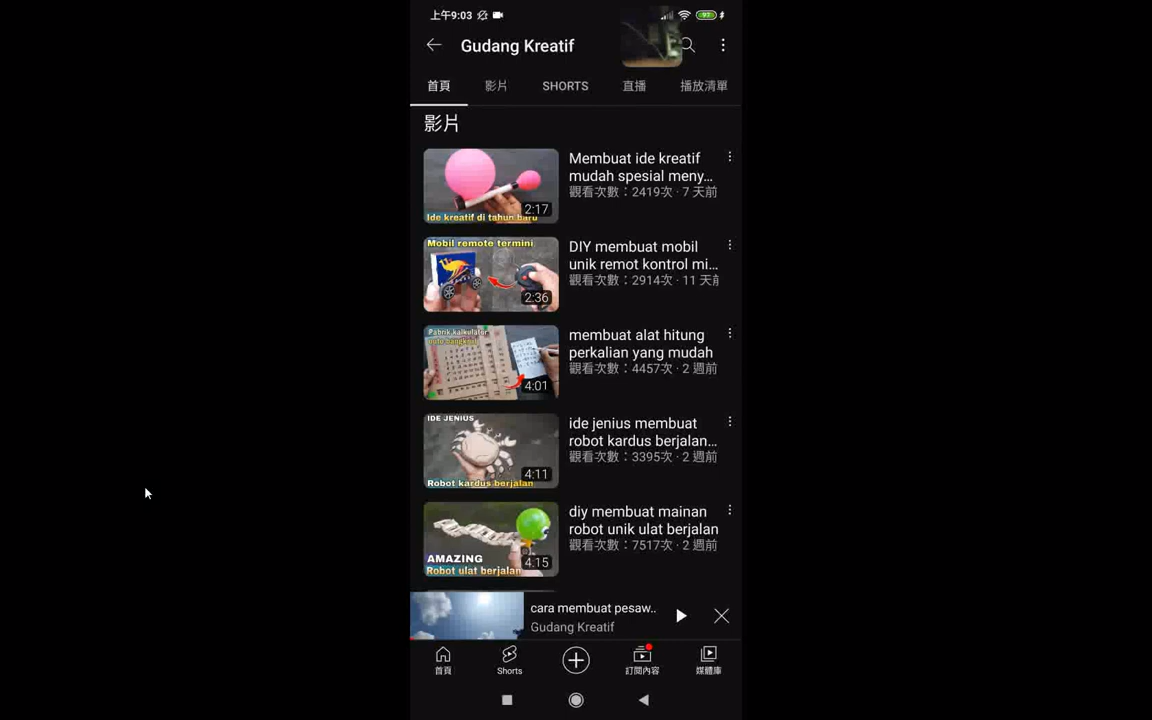 上午9:03
97
Gudang Kreatif
首頁
影片
SHORTS
直播
播放清單
影片
2:17
Ide kreatif di tahun baru
Membuat ide kreatif
mudah spesial meny...
觀看次數：2419次 · 7 天前
Mobil remote termini
2:36
DIY membuat mobil
unik remot kontrol mi...
觀看次數：2914次 · 11 天前
Pabrik kalkulator
4:01
membuat alat hitung
perkalian yang mudah
觀看次數：4457次 · 2 週前
IDE JENIUS
4:11
Robot kardus berjalan
ide jenius membuat
robot kardus berjalan...
觀看次數：3395次 · 2 週前
AMAZING
4:15
Robot ulat berjalan
diy membuat mainan
robot unik ulat berjalan
觀看次數：7517次 · 2 週前
cara membuat pesaw..
Gudang Kreatif
首頁
Shorts
訂閱內容
媒體庫